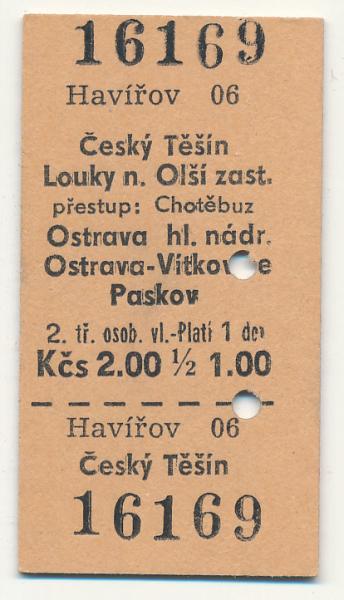 16169
Havířov 06
Český Těšín
Louky n. Olší zast.
přestup: Chotěbuz
Ostrava hl. nádr.
Ostrava-Vítkovice
Paskov
2. tř. osob. vl.-Platí 1 den
Kčs 2.00 ½ 1.00
Havířov 06
Český Těšín
16169